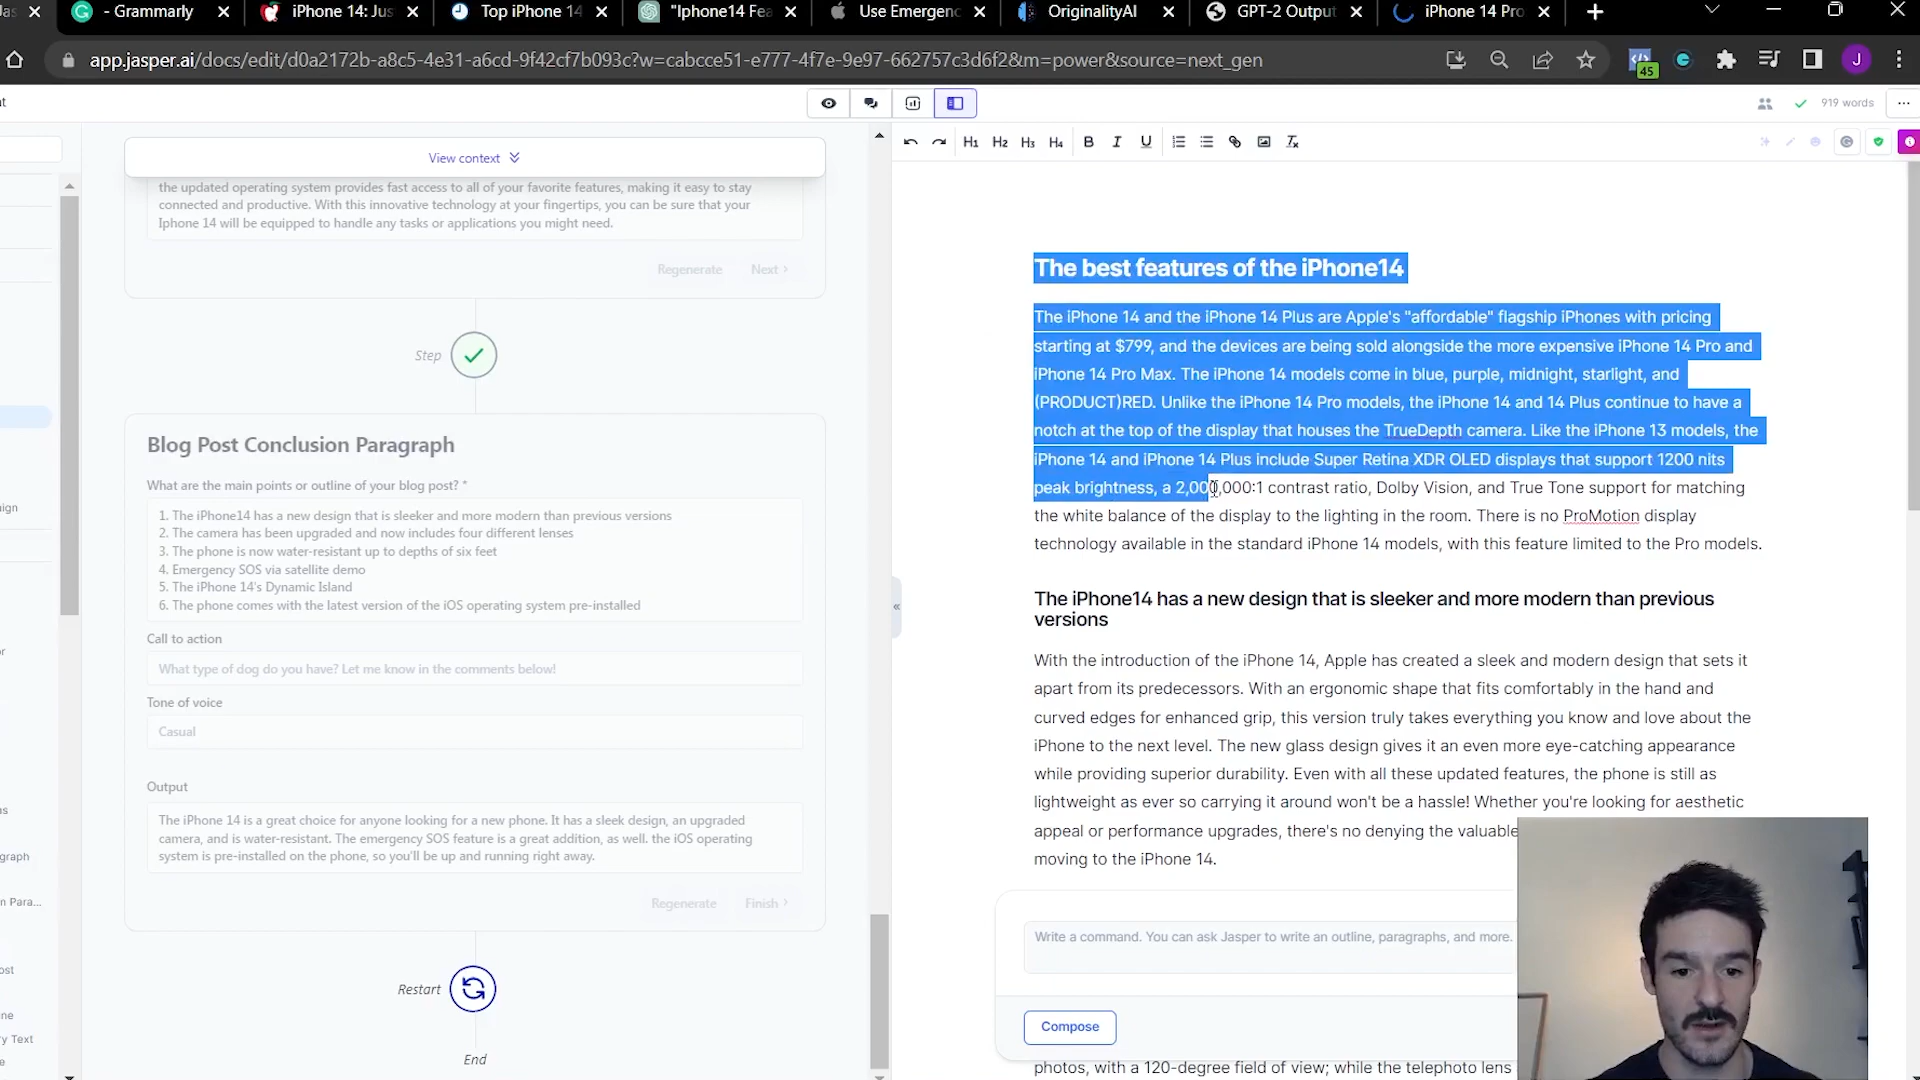 - Grammarly
iPhone 14: Jus
Top iPhone 14
"Iphone14 Fea
Use Emergenc
OriginalityAI
GPT-2 Output
iPhone 14 Pro
app.jasper.ai/docs/edit/d0a2172b-a8c5-4e31-a6cd-9f42cf7b093c?w=cabcce51-e777-4f7e-9e97-662757c3d6f2&m=power&source=next_gen
45
J
919 words
H1 H2 H3 H4 B I U
View context
the updated operating system provides fast access to all of your favorite features, making it easy to stay
connected and productive. With this innovative technology at your fingertips, you can be sure that your
Iphone 14 will be equipped to handle any tasks or applications you might need.
Regenerate
Next >
Step
Blog Post Conclusion Paragraph
What are the main points or outline of your blog post? *
1. The iPhone14 has a new design that is sleeker and more modern than previous versions
2. The camera has been upgraded and now includes four different lenses
3. The phone is now water-resistant up to depths of six feet
4. Emergency SOS via satellite demo
5. The iPhone 14's Dynamic Island
6. The phone comes with the latest version of the iOS operating system pre-installed
Call to action
What type of dog do you have? Let me know in the comments below!
Tone of voice
Casual
Output
The iPhone 14 is a great choice for anyone looking for a new phone. It has a sleek design, an upgraded
camera, and is water-resistant. The emergency SOS feature is a great addition, as well. the iOS operating
system is pre-installed on the phone, so you'll be up and running right away.
Regenerate
Finish >
Restart
End
The best features of the iPhone14
The iPhone 14 and the iPhone 14 Plus are Apple's "affordable" flagship iPhones with pricing
starting at $799, and the devices are being sold alongside the more expensive iPhone 14 Pro and
iPhone 14 Pro Max. The iPhone 14 models come in blue, purple, midnight, starlight, and
(PRODUCT)RED. Unlike the iPhone 14 Pro models, the iPhone 14 and 14 Plus continue to have a
notch at the top of the display that houses the TrueDepth camera. Like the iPhone 13 models, the
iPhone 14 and iPhone 14 Plus include Super Retina XDR OLED displays that support 1200 nits
peak brightness, a 2,000,000:1 contrast ratio, Dolby Vision, and True Tone support for matching
the white balance of the display to the lighting in the room. There is no ProMotion display
technology available in the standard iPhone 14 models, with this feature limited to the Pro models.
The iPhone14 has a new design that is sleeker and more modern than previous
versions
With the introduction of the iPhone 14, Apple has created a sleek and modern design that sets it
apart from its predecessors. With an ergonomic shape that fits comfortably in the hand and
curved edges for enhanced grip, this version truly takes everything you know and love about the
iPhone to the next level. The new glass design gives it an even more eye-catching appearance
while providing superior durability. Even with all these updated features, the phone is still as
lightweight as ever so carrying it around won't be a hassle! Whether you're looking for aesthetic
appeal or performance upgrades, there's no denying the valuable
moving to the iPhone 14.
Write a command. You can ask Jasper to write an outline, paragraphs, and more.
Compose
photos, with a 120-degree field of view; while the telephoto lens